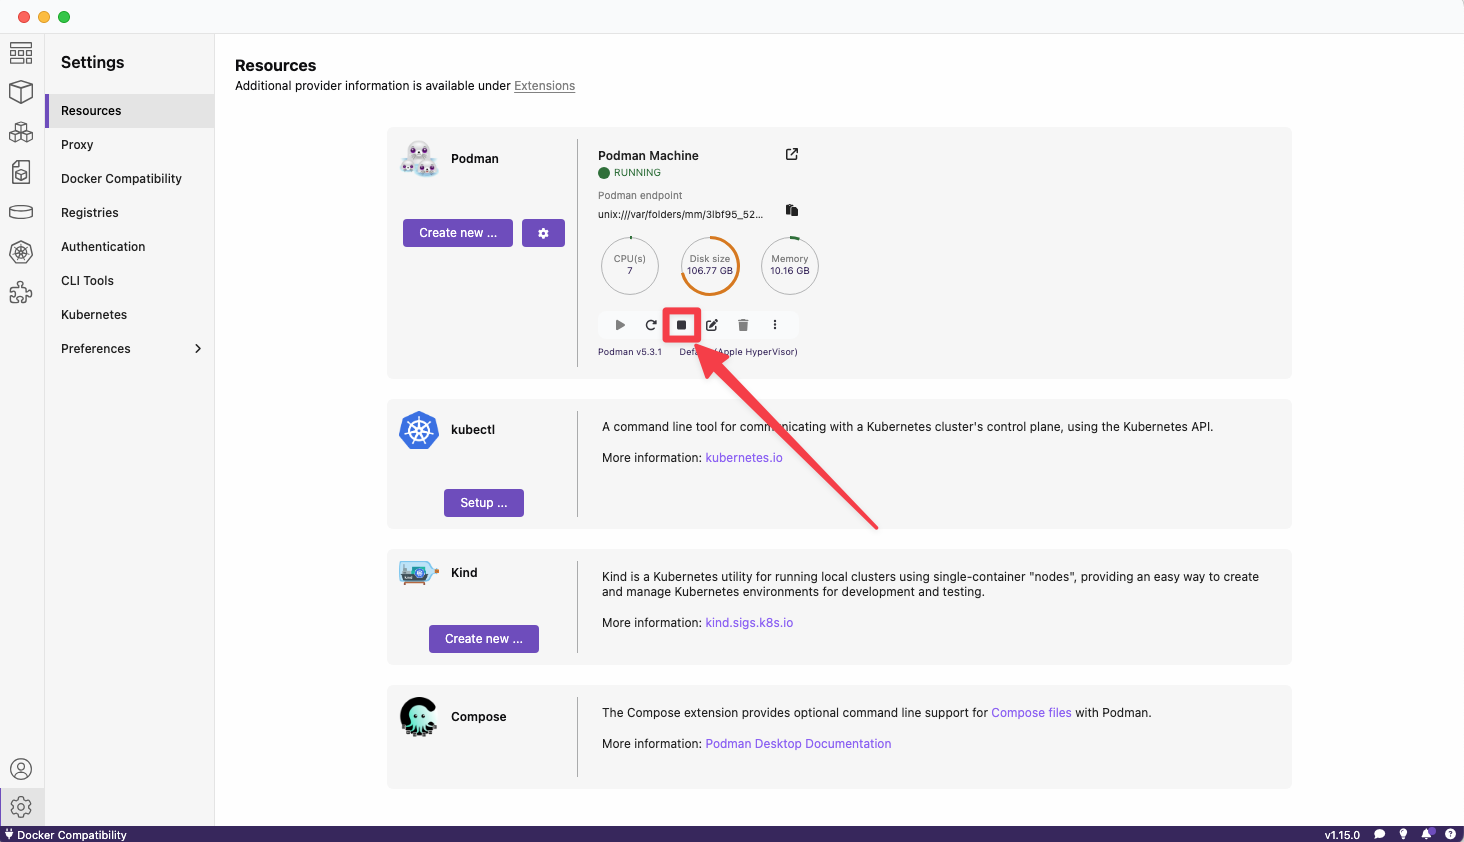 Settings
Resources
Proxy
Docker Compatibility
Registries
Authentication
CLI Tools
Kubernetes
Preferences
Resources
Additional provider information is available under Extensions
Podman
Create new ...
Podman Machine
RUNNING
Podman endpoint
unix:///var/folders/mm/3lbf95_52...
CPU(s)
7
Disk size
106.77 GB
Memory
10.16 GB
Podman v5.3.1
(Apple HyperVisor)
kubectl
Setup ...
A command line tool for communicating with a Kubernetes cluster's control plane, using the Kubernetes API.
More information: kubernetes.io
Kind
Create new ...
Kind is a Kubernetes utility for running local clusters using single-container "nodes", providing an easy way to create
and manage Kubernetes environments for development and testing.
More information: kind.sigs.k8s.io
Compose
The Compose extension provides optional command line support for Compose files with Podman.
More information: Podman Desktop Documentation
Docker Compatibility
v1.15.0